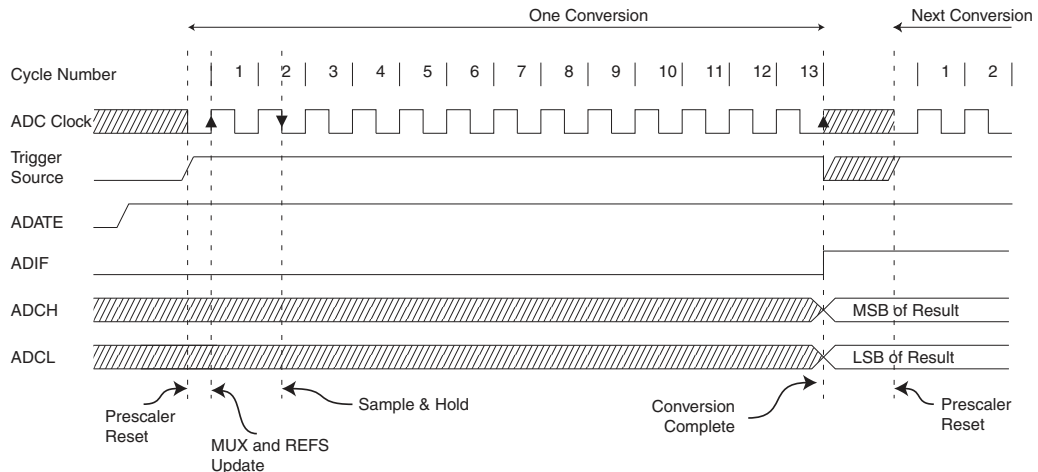 One Conversion Next Conversion
Cycle Number 1 2 3 4 5 6 7 8 9 10 11 12 13 1 2
ADC Clock
Trigger
Source
ADATE
ADIF
ADCH MSB of Result
ADCL LSB of Result
Prescaler
Reset
MUX and REFS
Update
Sample & Hold
Conversion
Complete
Prescaler
Reset